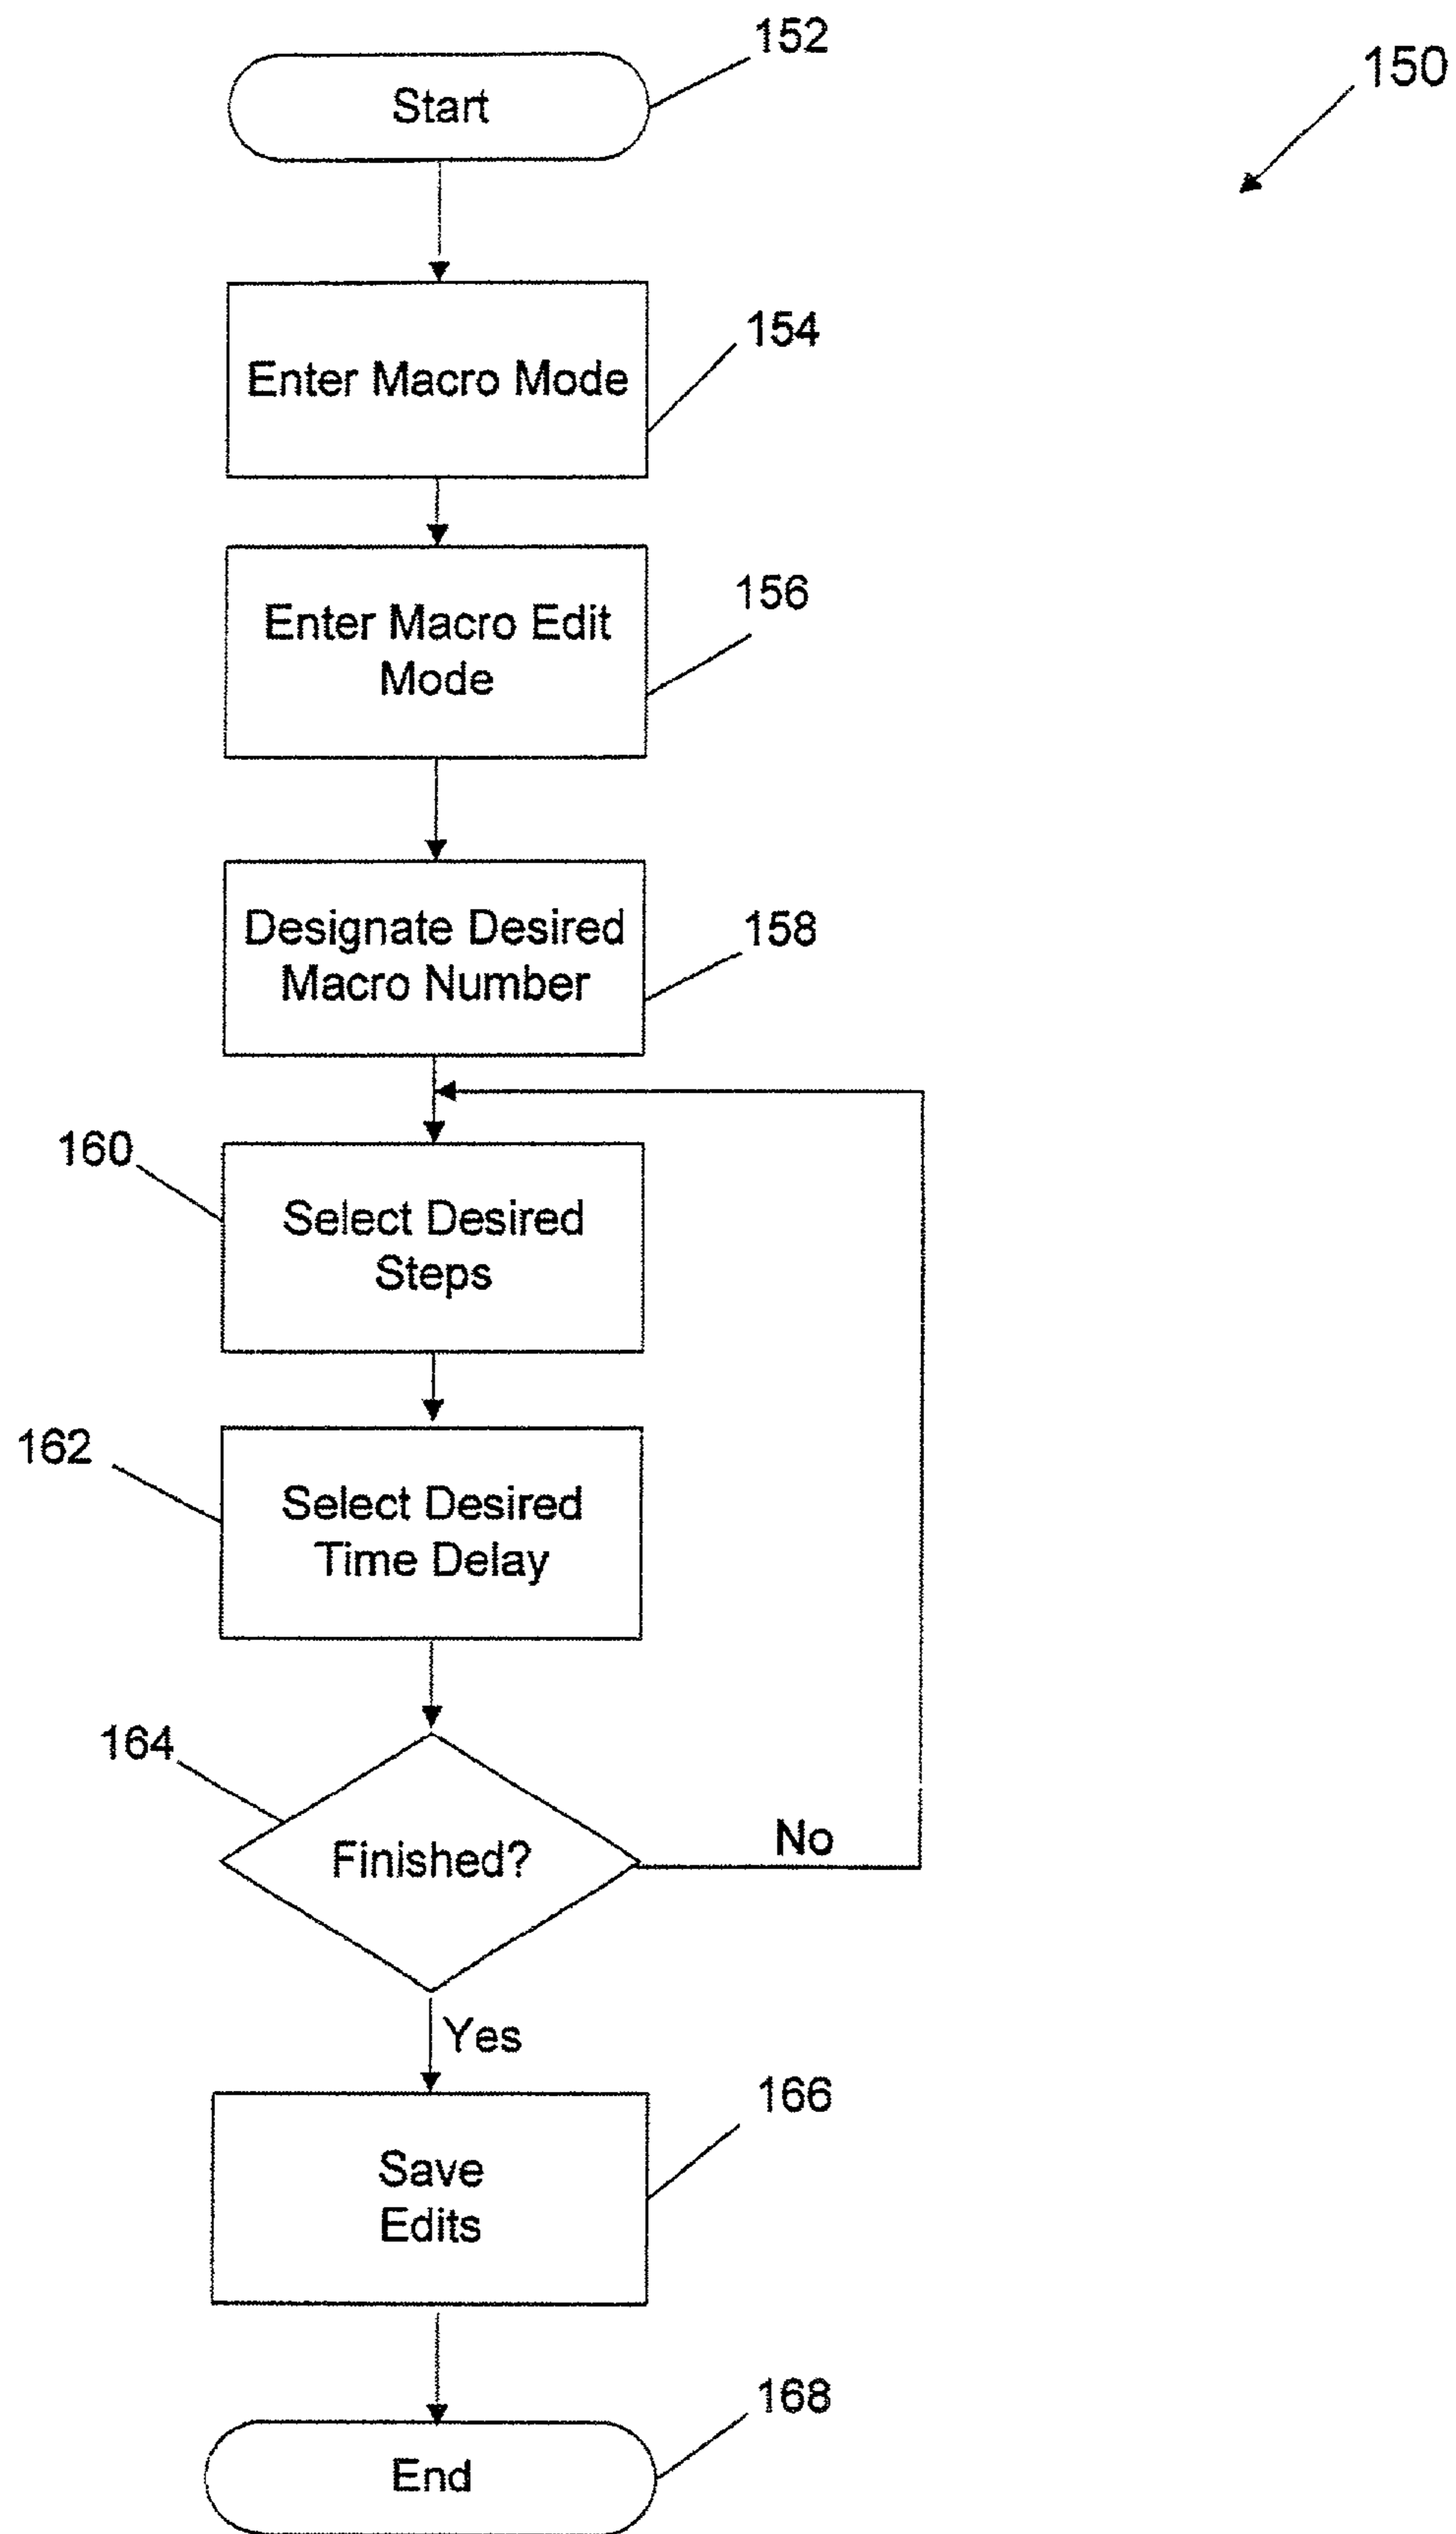 152
150
Start
154
Enter Macro Mode
156
Enter Macro Edit
Mode
158
Designate Desired
Macro Number
160
Select Desired
Steps
162
Select Desired
Time Delay
164
Finished?
No
Yes
166
Save
Edits
168
End